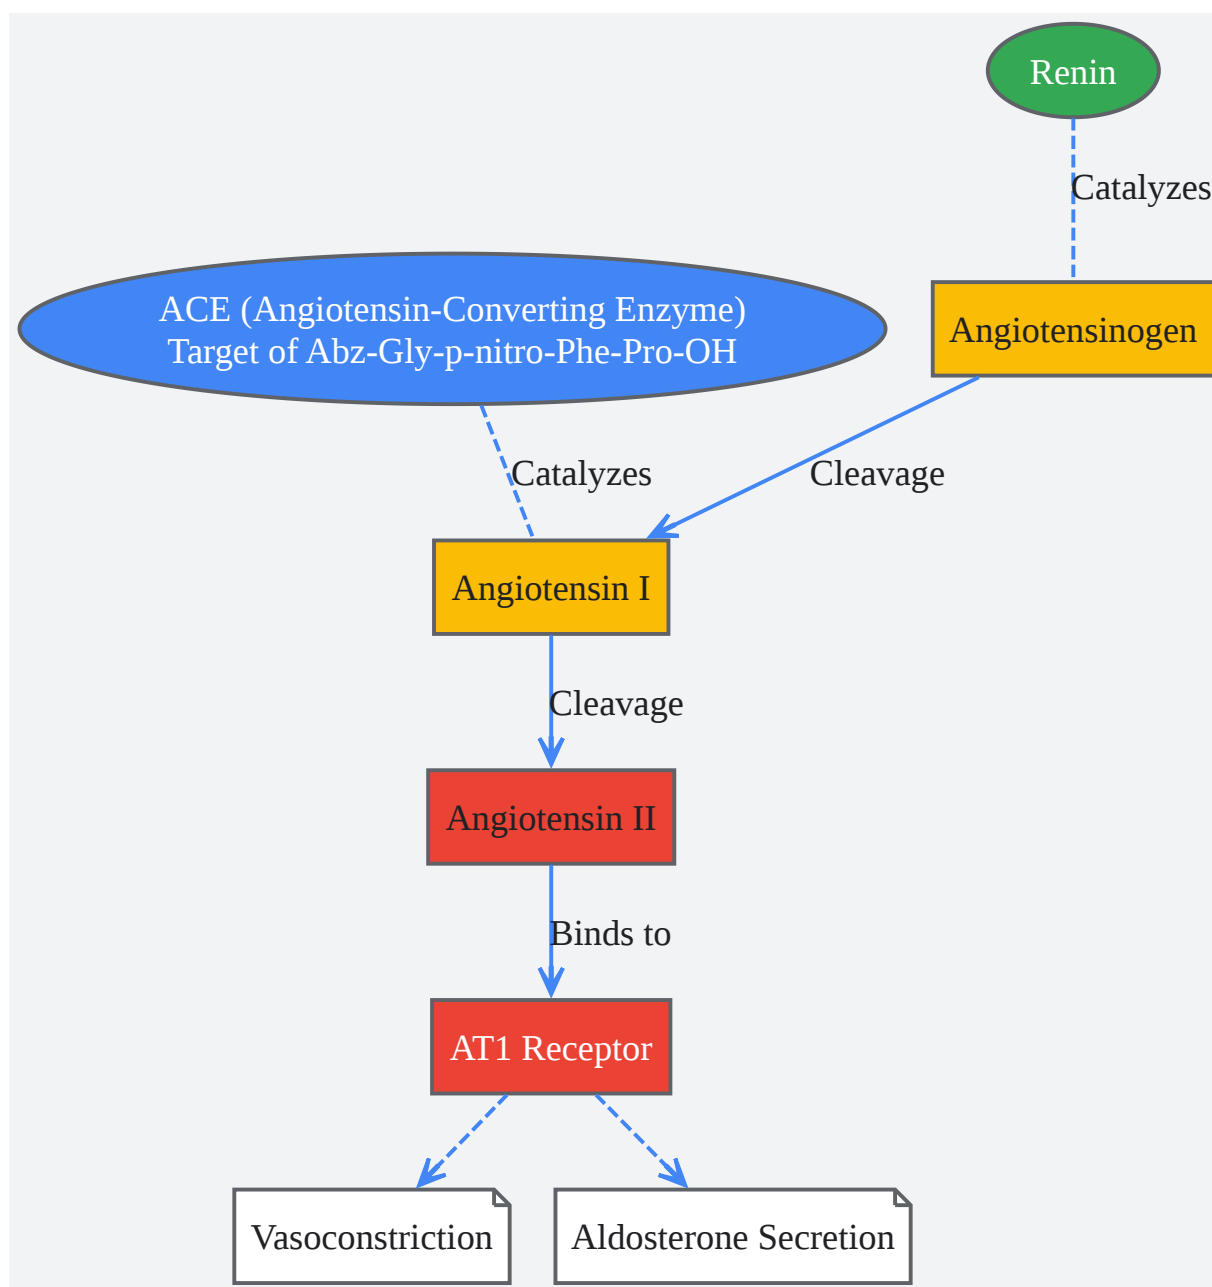 Renin
Catalyzes
ACE (Angiotensin-Converting Enzyme)
Target of Abz-Gly-p-nitro-Phe-Pro-OH
Angiotensinogen
Catalyzes
Cleavage
Angiotensin I
Cleavage
Angiotensin II
Binds to
AT1 Receptor
Vasoconstriction
Aldosterone Secretion